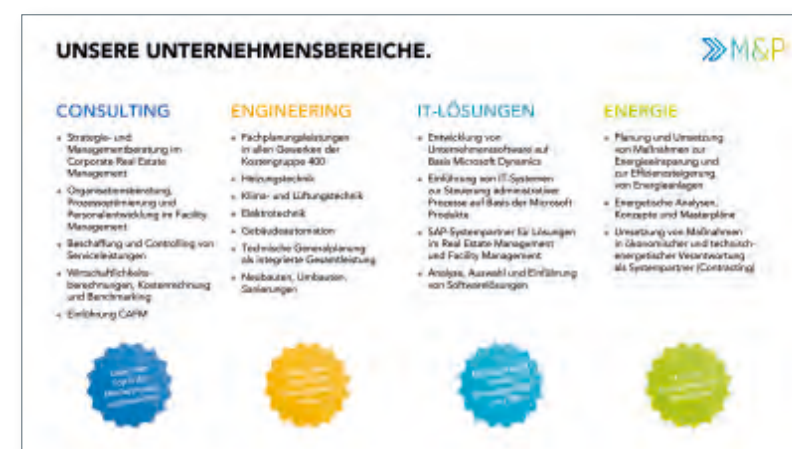 UNSERE UNTERNEHMENSBEREICHE.
M&P
CONSULTING
+ Strategie- und
Managementberatung im
Corporate Real Estate
Management
+ Organisationsberatung,
Prozessoptimierung und
Personalentwicklung im Facility
Management
+ Beschaffung und Controlling von
Serviceleistungen
+ Wirtschaftlichkeits-
berechnungen, Kostenrechnung
und Benchmarking
+ Einführung CAFM
ENGINEERING
+ Fachplanungsleistungen
in allen Gewerken der
Kostengruppe 400
+ Heizungstechnik
+ Klima- und Lüftungstechnik
+ Elektrotechnik
+ Gebäudeautomation
+ Technische Generalplanung
als integrierte Gesamtleistung
+ Neubauten, Umbauten,
Sanierungen
IT-LÖSUNGEN
+ Entwicklung von
Unternehmenssoftware auf
Basis Microsoft Dynamics
+ Einführung von IT-Systemen
zur Steuerung administrativer
Prozesse auf Basis der Microsoft
Produkte
+ SAP-Systempartner für Lösungen
im Real Estate Management
und Facility Management
+ Analyse, Auswahl und Einführung
von Softwarelösungen
ENERGIE
+ Planung und Umsetzung
von Maßnahmen zur
Energieeinsparung und
zur Effizienzsteigerung
von Energieanlagen
+ Energetische Analysen,
Konzepte und Masterpläne
+ Umsetzung von Maßnahmen
in ökonomischer und technisch-
energetischer Verantwortung
als Systempartner (Contracting)